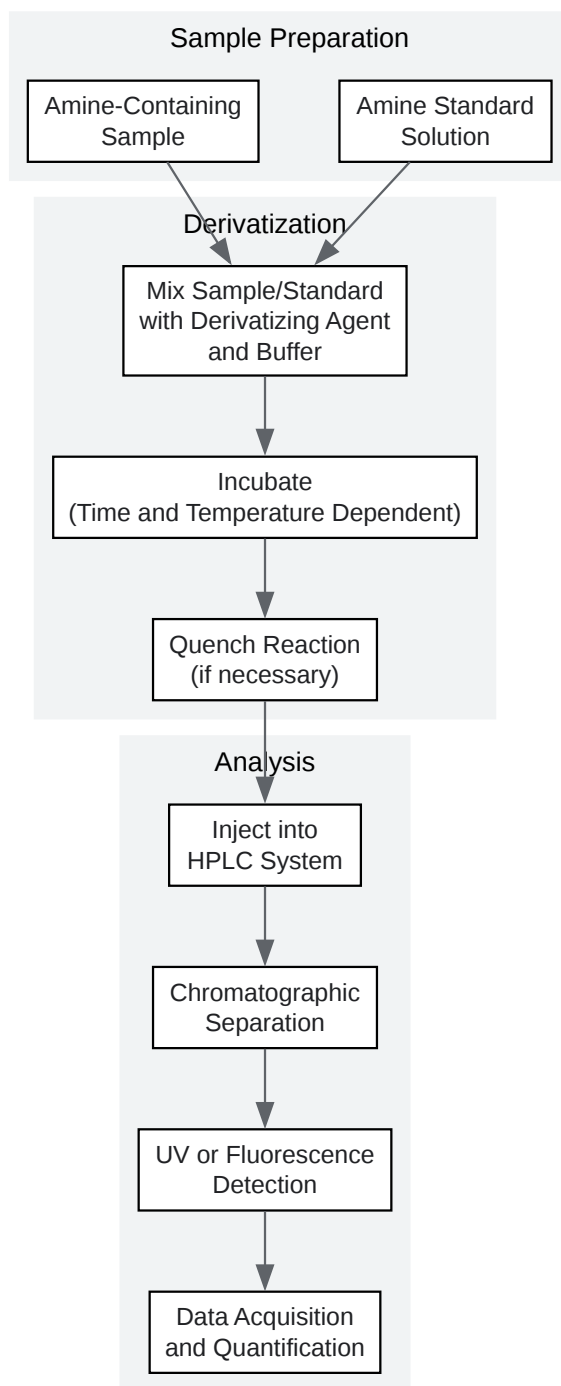 Sample Preparation
Amine-Containing
Sample
Amine Standard
Solution
Derivatization
Mix Sample/Standard
with Derivatizing Agent
and Buffer
Incubate
(Time and Temperature Dependent)
Quench Reaction
(if necessary)
Analysis
Inject into
HPLC System
Chromatographic
Separation
UV or Fluorescence
Detection
Data Acquisition
and Quantification